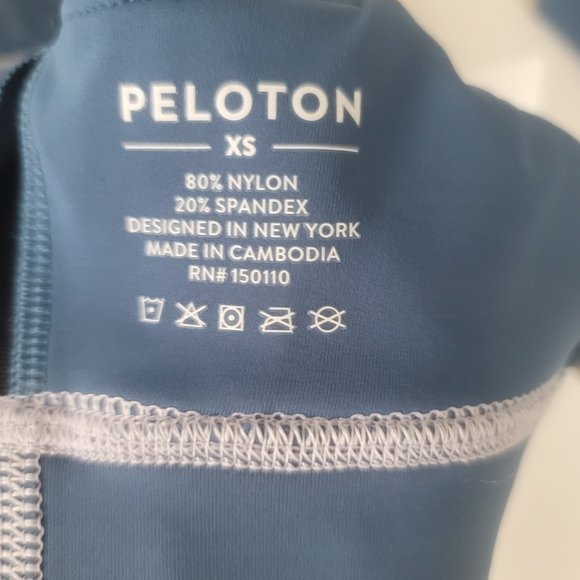 PELOTON
XS
80% NYLON
20% SPANDEX
DESIGNED IN NEW YORK
MADE IN CAMBODIA
RN# 150110